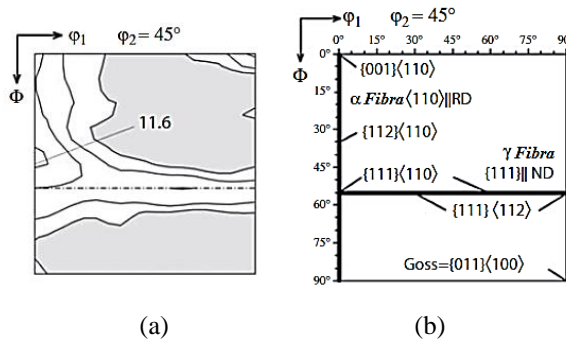 φ₁ φ₂ = 45°
Φ
11.6
(a)
φ₁ φ₂ = 45°
0° 15° 30° 45° 60° 75° 90
Φ
0°
15°
30°
45°
60°
75°
90°
{001}⟨110⟩
α Fibra⟨110⟩||RD
{112}⟨110⟩
γ Fibra
{111}⟨110⟩ {111}|| ND
{111}⟨112⟩
Goss={011}⟨100⟩
(b)